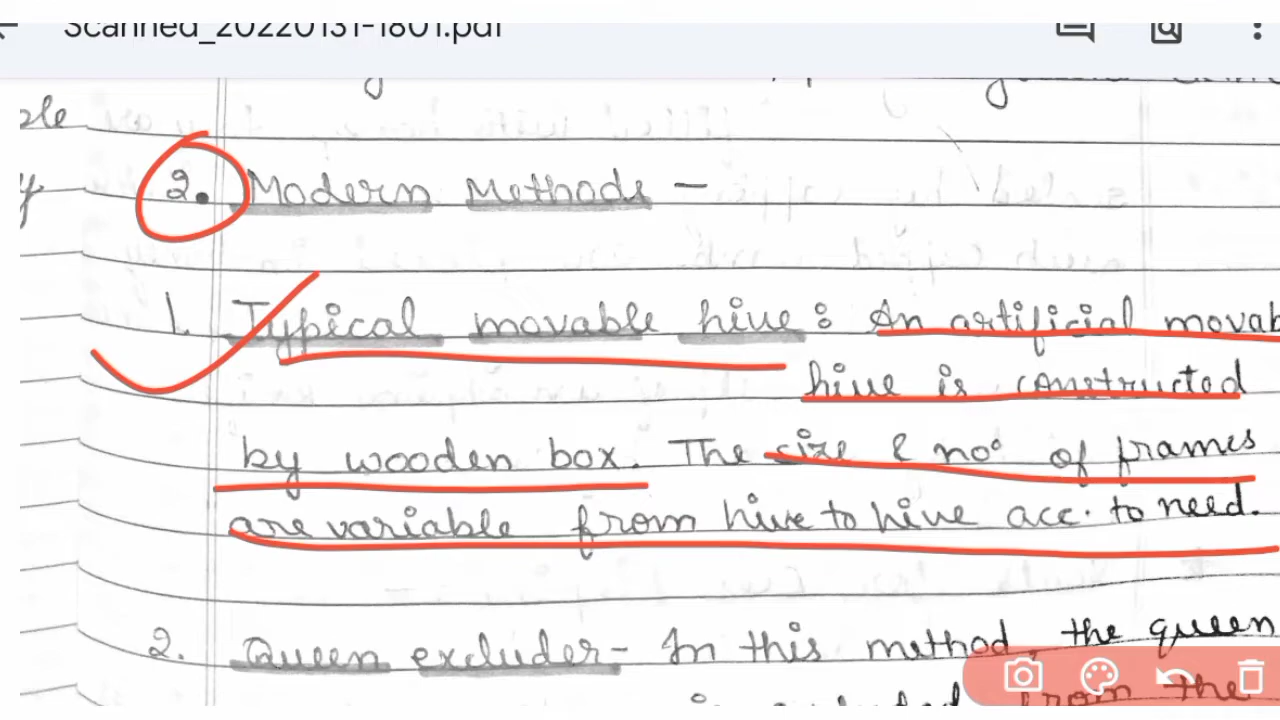 Scanned_20220131-1801.pdf
2. Modern Methods -
1. Typical movable hive : An artificial movab
hive is constructed
by wooden box. The size & no° of frames
are variable from hive to hive acc. to need.
2. Queen excluder - In this method, the queen
from the